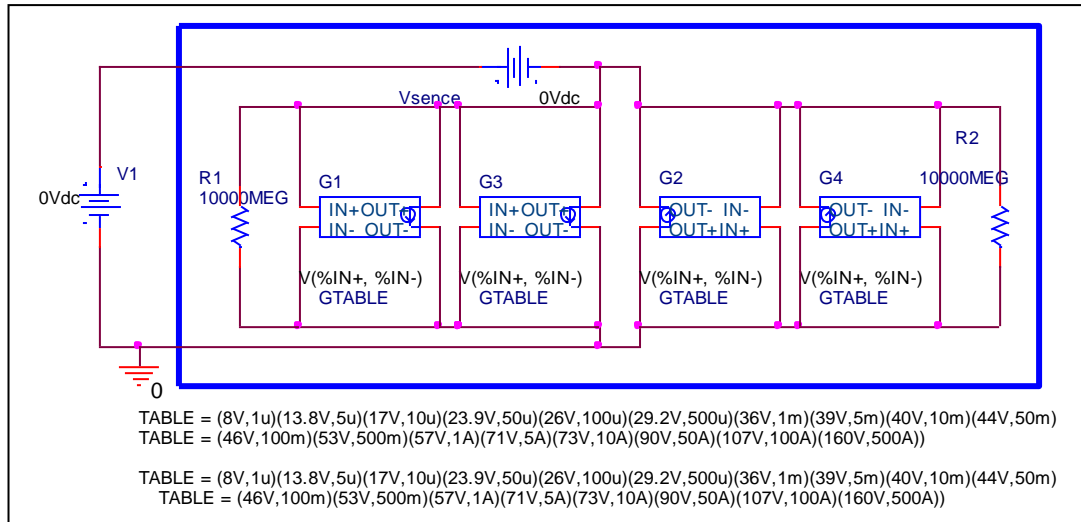 Vsence
0Vdc
V1
0Vdc
R1
10000MEG
G1
IN+OUT+
IN- OUT-
V(%IN+, %IN-)
GTABLE
G3
IN+OUT+
IN- OUT-
V(%IN+, %IN-)
GTABLE
G2
OUT- IN-
OUT+IN+
V(%IN+, %IN-)
GTABLE
G4
OUT- IN-
OUT+IN+
V(%IN+, %IN-)
GTABLE
R2
10000MEG
0
TABLE = (8V,1u)(13.8V,5u)(17V,10u)(23.9V,50u)(26V,100u)(29.2V,500u)(36V,1m)(39V,5m)(40V,10m)(44V,50m)
TABLE = (46V,100m)(53V,500m)(57V,1A)(71V,5A)(73V,10A)(90V,50A)(107V,100A)(160V,500A))
TABLE = (8V,1u)(13.8V,5u)(17V,10u)(23.9V,50u)(26V,100u)(29.2V,500u)(36V,1m)(39V,5m)(40V,10m)(44V,50m)
TABLE = (46V,100m)(53V,500m)(57V,1A)(71V,5A)(73V,10A)(90V,50A)(107V,100A)(160V,500A))